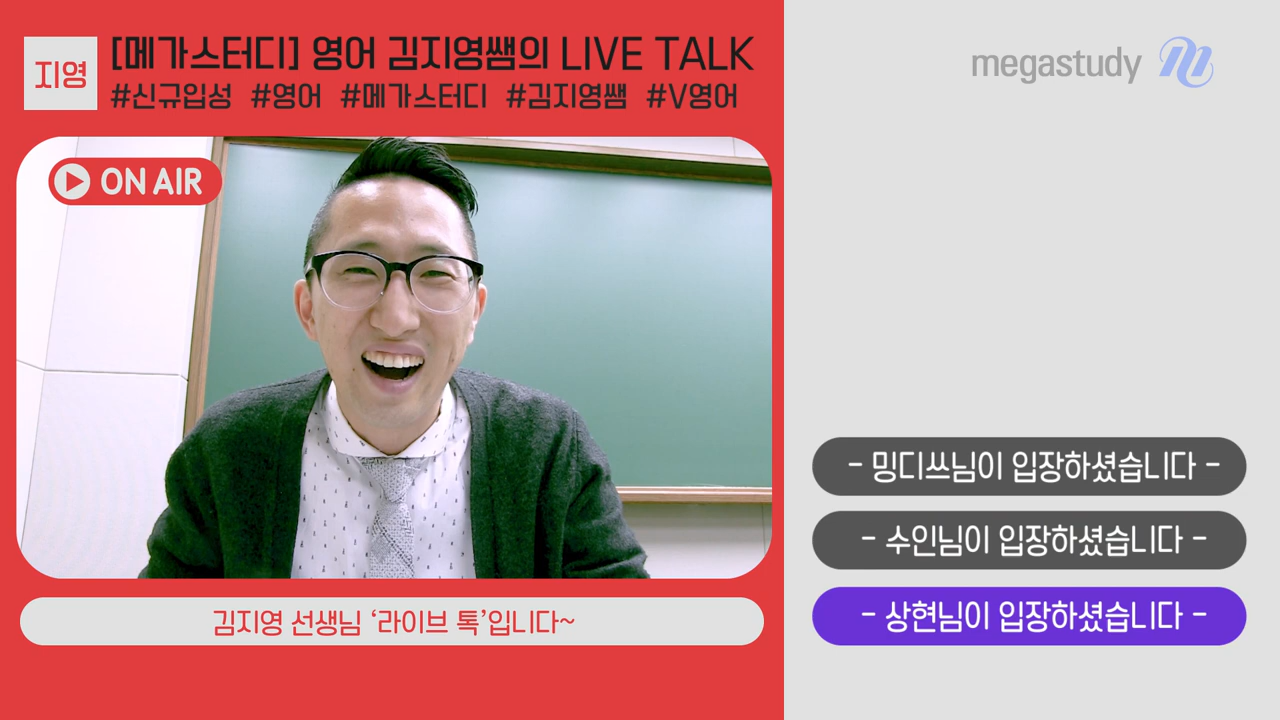 지영
[메가스터디] 영어 김지영쌤의 LIVE TALK
#신규입성 #영어 #메가스터디 #김지영쌤 #V영어
ON AIR
김지영 선생님 ‘라이브 톡’입니다~
megastudy
- 밍디쓰님이 입장하셨습니다 -
- 수인님이 입장하셨습니다 -
- 상현님이 입장하셨습니다 -